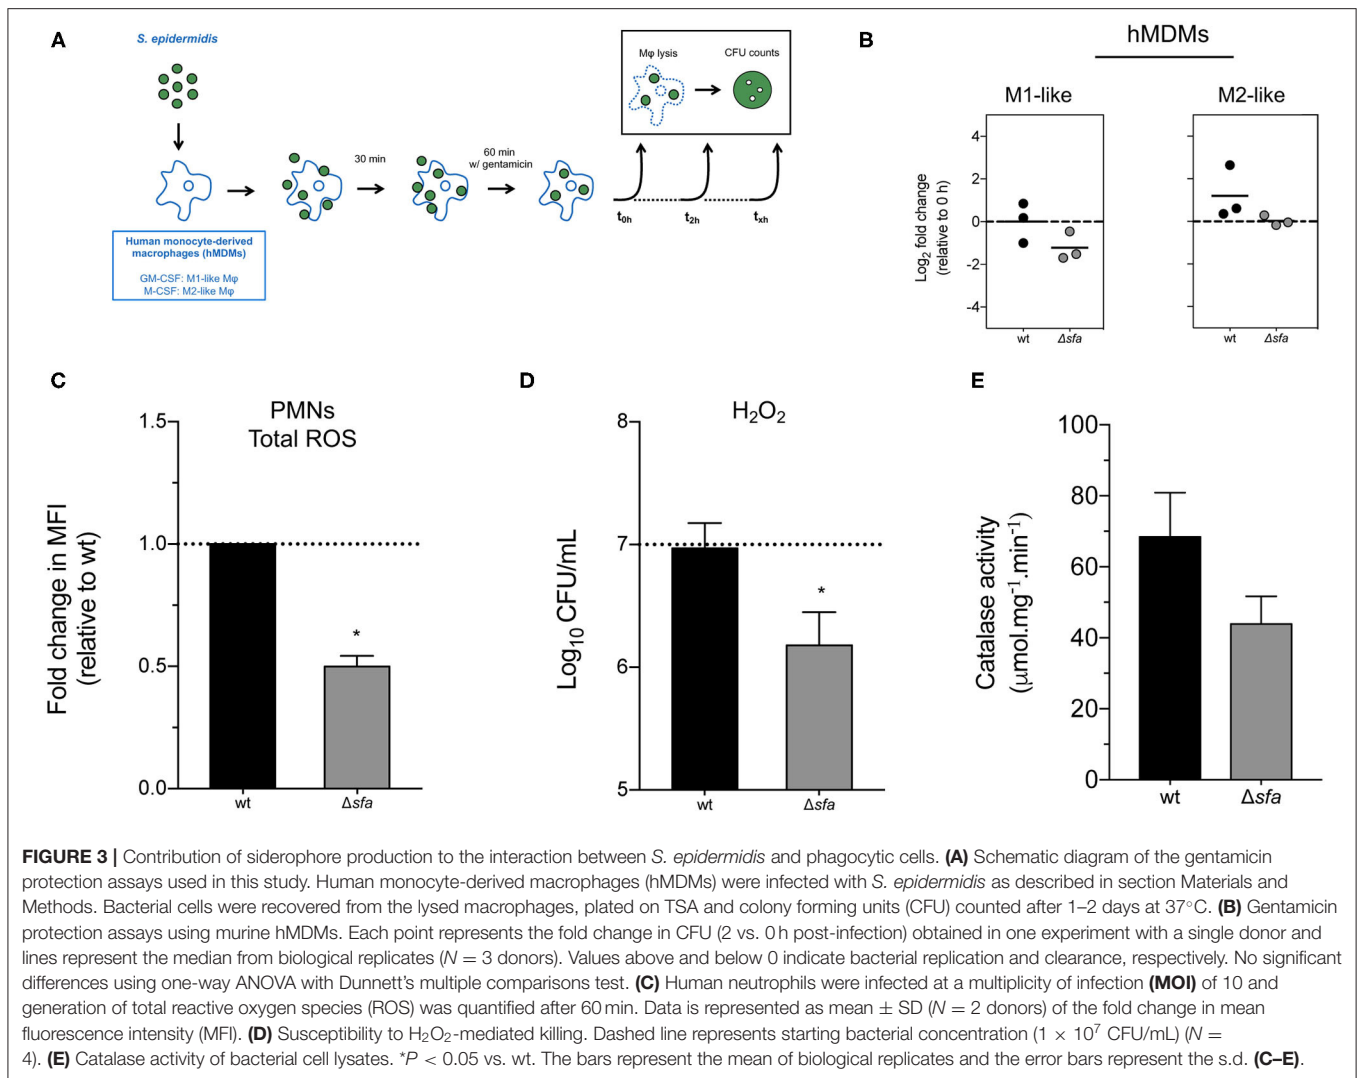 A
S. epidermidis
30 min
60 min
w/ gentamicin
Mφ lysis
CFU counts
t0h
t2h
txh
Human monocyte-derived
macrophages (hMDMs)
GM-CSF: M1-like Mφ
M-CSF: M2-like Mφ
B
hMDMs
M1-like
M2-like
Log2 fold change
(relative to 0 h)
4
2
0
-2
-4
wt
Δsfa
wt
Δsfa
C
PMNs
Total ROS
Fold change in MFI
(relative to wt)
1.5
1.0
0.5
0.0
*
wt
Δsfa
D
H2O2
Log10 CFU/mL
8
7
6
5
*
wt
Δsfa
E
Catalase activity
(μmol.mg-1.min-1)
100
80
60
40
20
0
wt
Δsfa
FIGURE 3 | Contribution of siderophore production to the interaction between S. epidermidis and phagocytic cells. (A) Schematic diagram of the gentamicin
protection assays used in this study. Human monocyte-derived macrophages (hMDMs) were infected with S. epidermidis as described in section Materials and
Methods. Bacterial cells were recovered from the lysed macrophages, plated on TSA and colony forming units (CFU) counted after 1–2 days at 37°C. (B) Gentamicin
protection assays using murine hMDMs. Each point represents the fold change in CFU (2 vs. 0 h post-infection) obtained in one experiment with a single donor and
lines represent the median from biological replicates (N = 3 donors). Values above and below 0 indicate bacterial replication and clearance, respectively. No significant
differences using one-way ANOVA with Dunnett's multiple comparisons test. (C) Human neutrophils were infected at a multiplicity of infection (MOI) of 10 and
generation of total reactive oxygen species (ROS) was quantified after 60 min. Data is represented as mean ± SD (N = 2 donors) of the fold change in mean
fluorescence intensity (MFI). (D) Susceptibility to H2O2-mediated killing. Dashed line represents starting bacterial concentration (1 × 10^7 CFU/mL) (N =
4). (E) Catalase activity of bacterial cell lysates. *P < 0.05 vs. wt. The bars represent the mean of biological replicates and the error bars represent the s.d. (C–E).